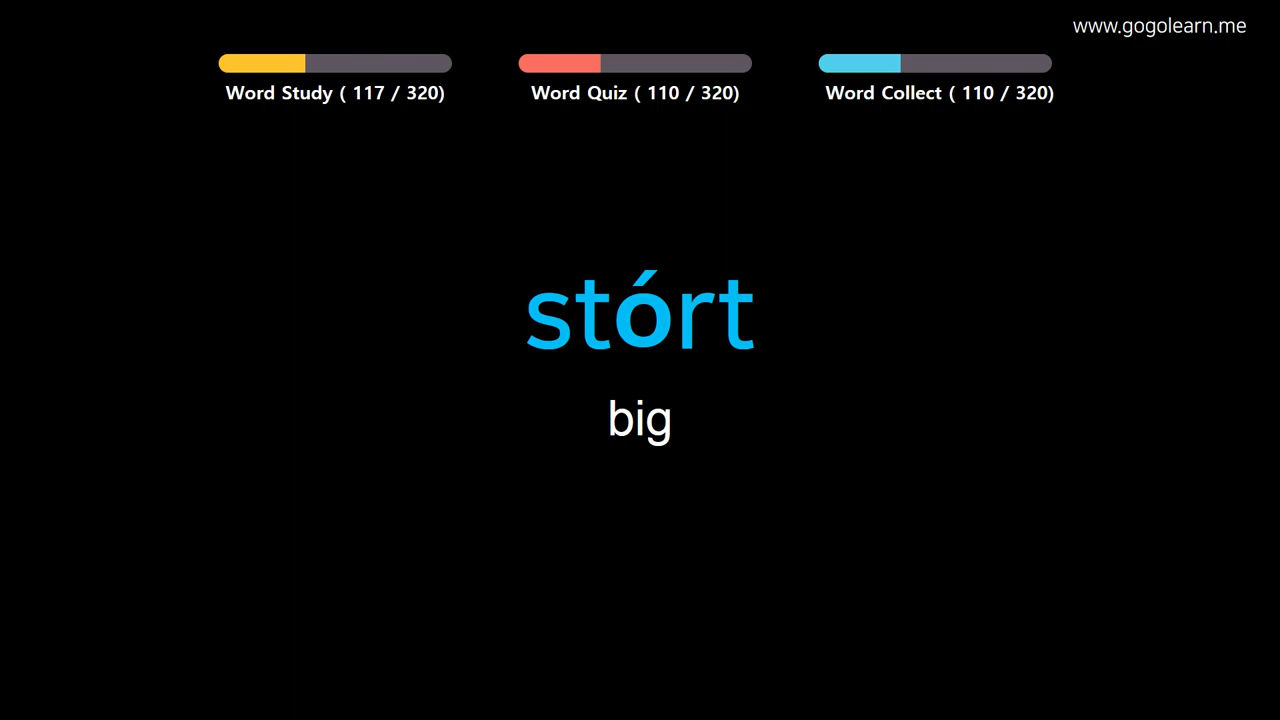 www.gogolearn.me
Word Study ( 117 / 320)
Word Quiz ( 110 / 320)
Word Collect ( 110 / 320)
stórt
big